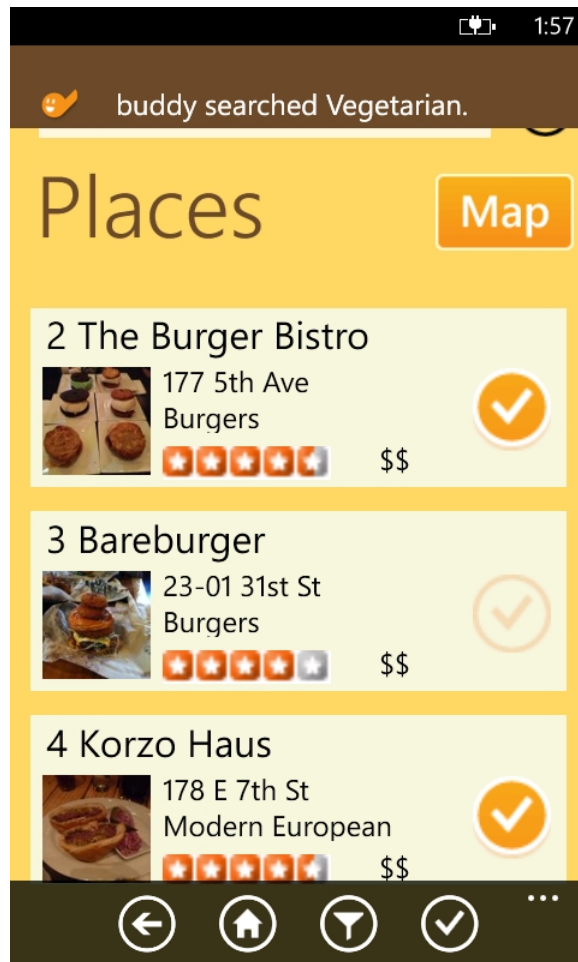 1:57
buddy searched Vegetarian.
Places
Map
2 The Burger Bistro
177 5th Ave
Burgers
$$
3 Bareburger
23-01 31st St
Burgers
$$
4 Korzo Haus
178 E 7th St
Modern European
$$